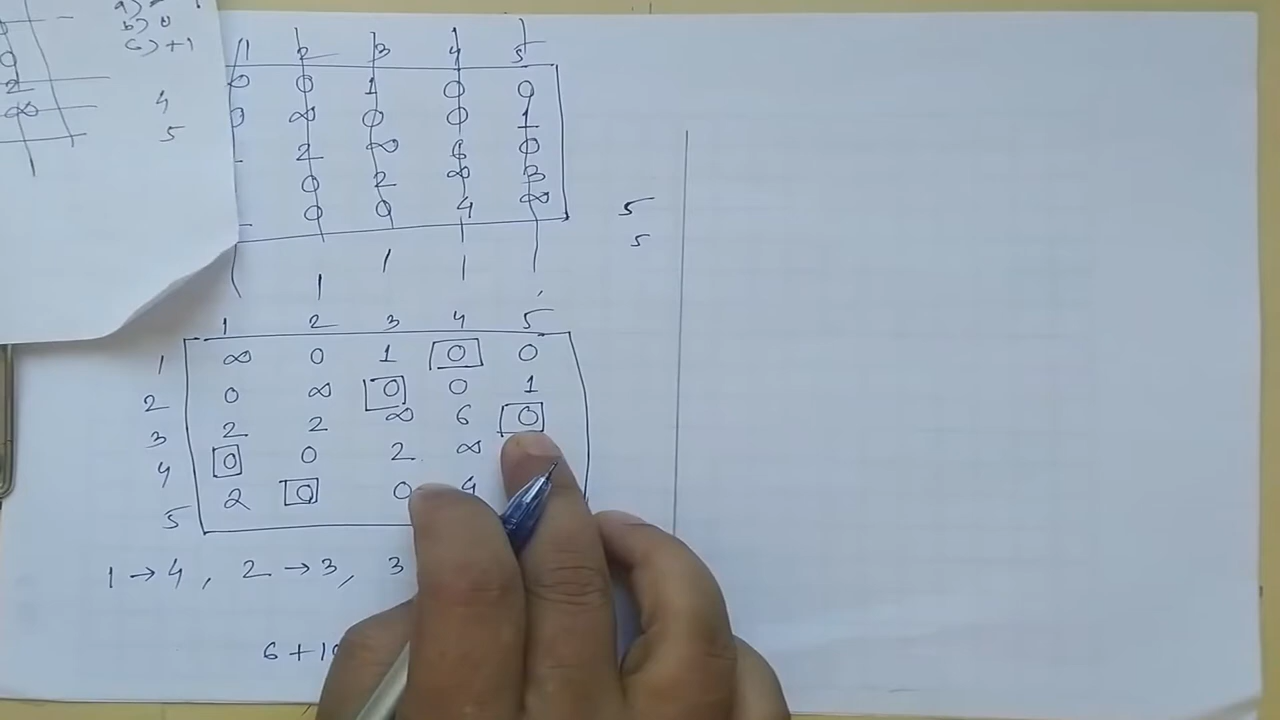 a)
b) 0
c) +1
0
2
∞
4
5
1 2 3 4 5
0 0 1 0 0
0 ∞ 0 0 1
2 ∞ 6 0
0 2 ∞ 3
0 0 4 ∞
5
5
1 1 1
1 2 3 4 5
1 ∞ 0 1 0 0
2 0 ∞ 0 0 1
3 2 2 ∞ 6 0
4 0 0 2 ∞
5 2 0 0 4
1 → 4 , 2 → 3, 3
6 +